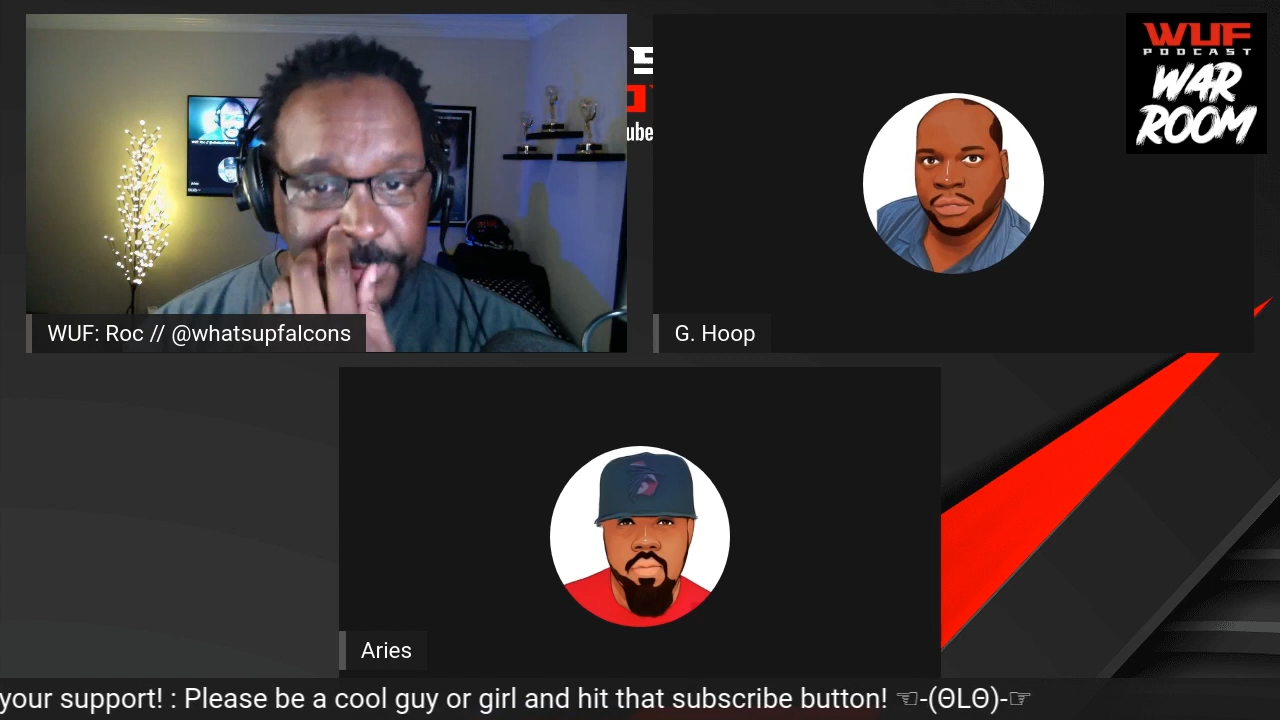 WUF
PODCAST
WAR
ROOM
ube
WUF: Roc // @whatsupfalcons
G. Hoop
Aries
your support! : Please be a cool guy or girl and hit that subscribe button! ☜-(ΘLΘ)-☞